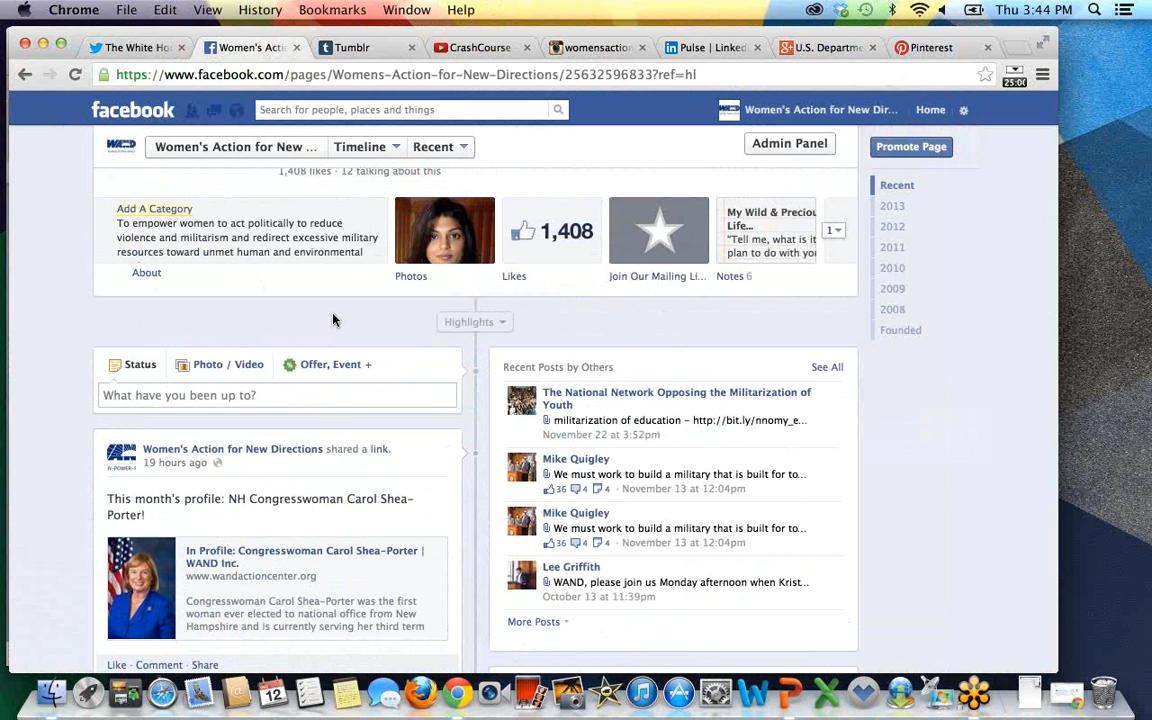 Chrome File Edit View History Bookmarks Window Help Thu 3:44 PM
The White Ho Women's Acti Tumblr CrashCourse womensaction Pulse | Linked U.S. Departm Pinterest
https://www.facebook.com/pages/Womens-Action-for-New-Directions/25632596833?ref=hl
25:00
facebook Search for people, places and things Women's Action for New Dir... Home
Women's Action for New ... Timeline Recent Admin Panel Promote Page
1,408 likes · 12 talking about this
Recent
2013
2012
2011
2010
2009
2008
Founded
Add A Category
To empower women to act politically to reduce
violence and militarism and redirect excessive military
resources toward unmet human and environmental
About
Photos
1,408
Likes
Join Our Mailing Li...
My Wild & Preciou
Life...
"Tell me, what is it
plan to do with you
Notes 6
1
Highlights
Status Photo / Video Offer, Event +
What have you been up to?
Women's Action for New Directions shared a link.
19 hours ago
This month's profile: NH Congresswoman Carol Shea-
Porter!
In Profile: Congresswoman Carol Shea-Porter |
WAND Inc.
www.wandactioncenter.org
Congresswoman Carol Shea-Porter was the first
woman ever elected to national office from New
Hampshire and is currently serving her third term
Like · Comment · Share
Recent Posts by Others See All
The National Network Opposing the Militarization of
Youth
militarization of education - http://bit.ly/nnomy_e...
November 22 at 3:52pm
Mike Quigley
We must work to build a military that is built for to...
36 4 4 · November 13 at 12:04pm
Mike Quigley
We must work to build a military that is built for to...
36 4 4 · November 13 at 12:04pm
Lee Griffith
WAND, please join us Monday afternoon when Krist...
October 13 at 11:39pm
More Posts
12